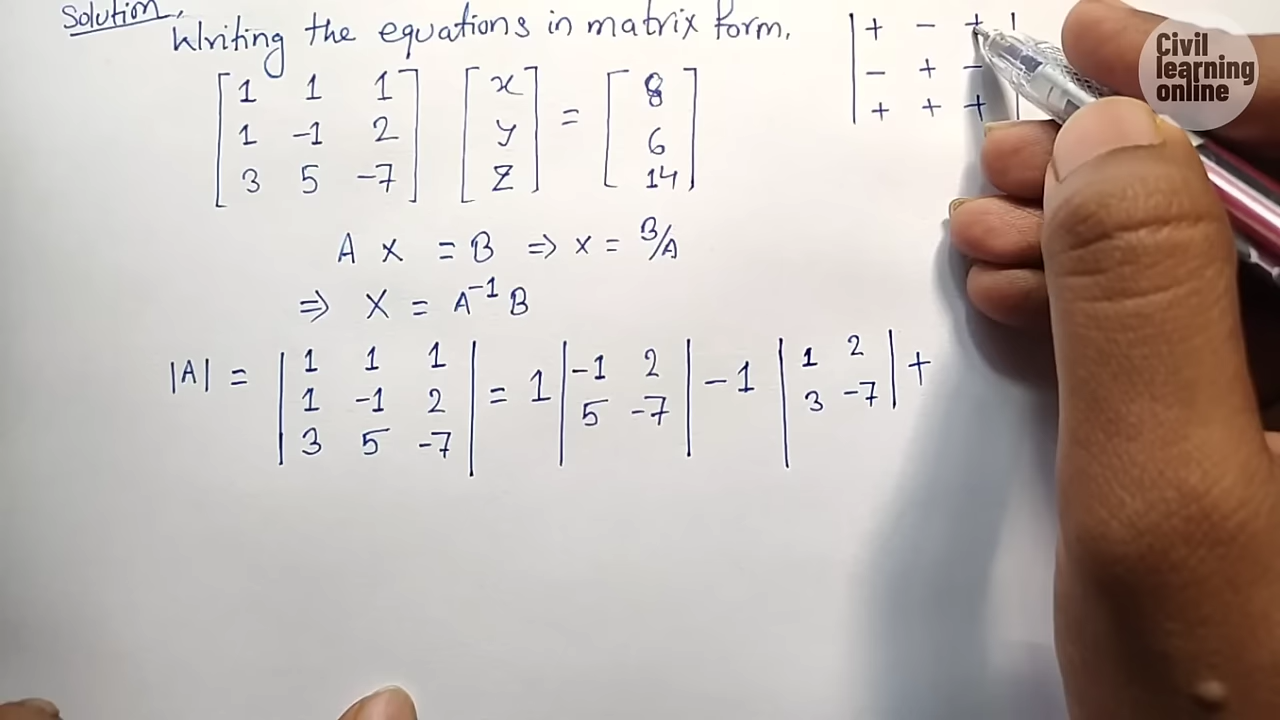 Solution,
Writing the equations in matrix form.
[ 1 1 1 ] [ x ] = [ 8 ]
[ 1 -1 2 ] [ y ] [ 6 ]
[ 3 5 -7 ] [ z ] [ 14 ]
A X = B ⇒ x = B/A
⇒ X = A⁻¹ B
|A| = | 1 1 1 | = 1 | -1 2 | - 1 | 1 2 | +
| 1 -1 2 | | 5 -7 | | 3 -7 |
| 3 5 -7 |
| + - + |
| - + -
| + + + |
Civil
learning
online